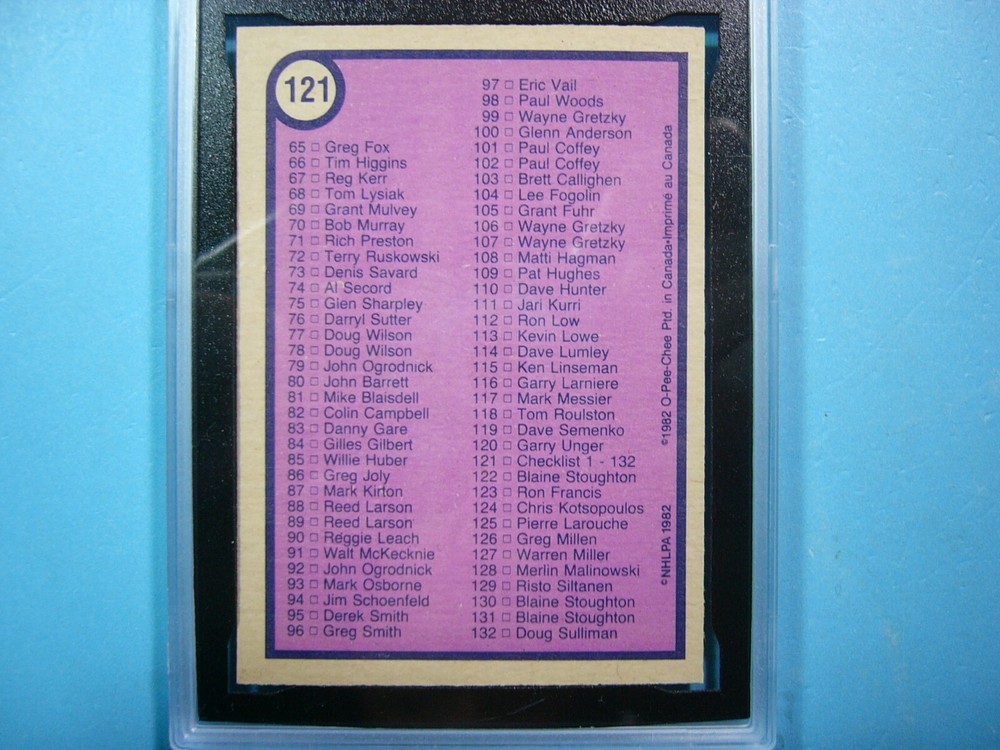 121
65 □ Greg Fox
66 □ Tim Higgins
67 □ Reg Kerr
68 □ Tom Lysiak
69 □ Grant Mulvey
70 □ Bob Murray
71 □ Rich Preston
72 □ Terry Ruskowski
73 □ Denis Savard
74 □ Al Secord
75 □ Glen Sharpley
76 □ Darryl Sutter
77 □ Doug Wilson
78 □ Doug Wilson
79 □ John Ogrodnick
80 □ John Barrett
81 □ Mike Blaisdell
82 □ Colin Campbell
83 □ Danny Gare
84 □ Gilles Gilbert
85 □ Willie Huber
86 □ Greg Joly
87 □ Mark Kirton
88 □ Reed Larson
89 □ Reed Larson
90 □ Reggie Leach
91 □ Walt McKecknie
92 □ John Ogrodnick
93 □ Mark Osborne
94 □ Jim Schoenfeld
95 □ Derek Smith
96 □ Greg Smith
97 □ Eric Vail
98 □ Paul Woods
99 □ Wayne Gretzky
100 □ Glenn Anderson
101 □ Paul Coffey
102 □ Paul Coffey
103 □ Brett Callighen
104 □ Lee Fogolin
105 □ Grant Fuhr
106 □ Wayne Gretzky
107 □ Wayne Gretzky
108 □ Matti Hagman
109 □ Pat Hughes
110 □ Dave Hunter
111 □ Jari Kurri
112 □ Ron Low
113 □ Kevin Lowe
114 □ Dave Lumley
115 □ Ken Linseman
116 □ Garry Larniere
117 □ Mark Messier
118 □ Tom Roulston
119 □ Dave Semenko
120 □ Garry Unger
121 □ Checklist 1 - 132
122 □ Blaine Stoughton
123 □ Ron Francis
124 □ Chris Kotsopoulos
125 □ Pierre Larouche
126 □ Greg Millen
127 □ Warren Miller
128 □ Merlin Malinowski
129 □ Risto Siltanen
130 □ Blaine Stoughton
131 □ Blaine Stoughton
132 □ Doug Sulliman
©NHLPA 1982 ©1982 O-Pee-Chee Ptd. in Canada•Imprimé au Canada